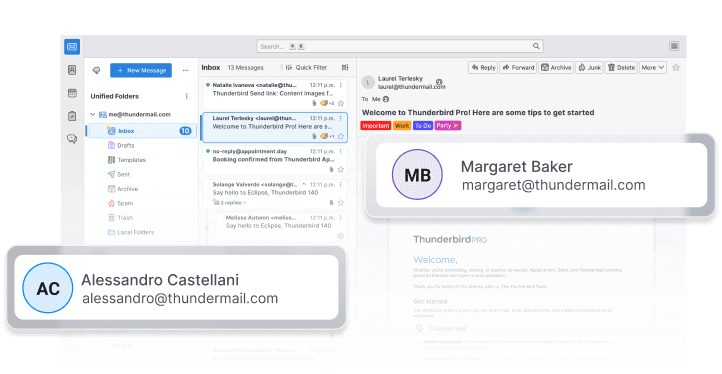 Search...
New Message
Unified Folders
me@thundermail.com
Inbox 10
Drafts
Templates
Sent
Archive
Spam
Trash
Local Folders
Inbox 13 Messages Quick Filter
Natalie Ivanova <natalie@thu... 12:11 p.m.
Thunderbird Send link: Content images f...
+2
Laurel Terlesky <laurel@thunder... 12:11 p.m.
Welcome to Thunderbird Pro! Here are s...
+1
no-reply@appointment.day 12:11 p.m.
Booking confirmed from Thunderbird Ap...
Solange Valverde <solange@t... 12:11 p.m.
Say hello to Eclipse, Thunderbird 140
2 replies
Melissa Autumn <meliss... 12:11 p.m.
Say hello to Eclipse, Thunderbird 140
Reply Forward Archive Junk Delete More
L
Laurel Terlesky
laurel@thundermail.com
To Me
Welcome to Thunderbird Pro! Here are some tips to get started
Important Work To Do Party
MB
Margaret Baker
margaret@thundermail.com
Thunderbird PRO
Welcome,
Get started
Thundermail
AC
Alessandro Castellani
alessandro@thundermail.com